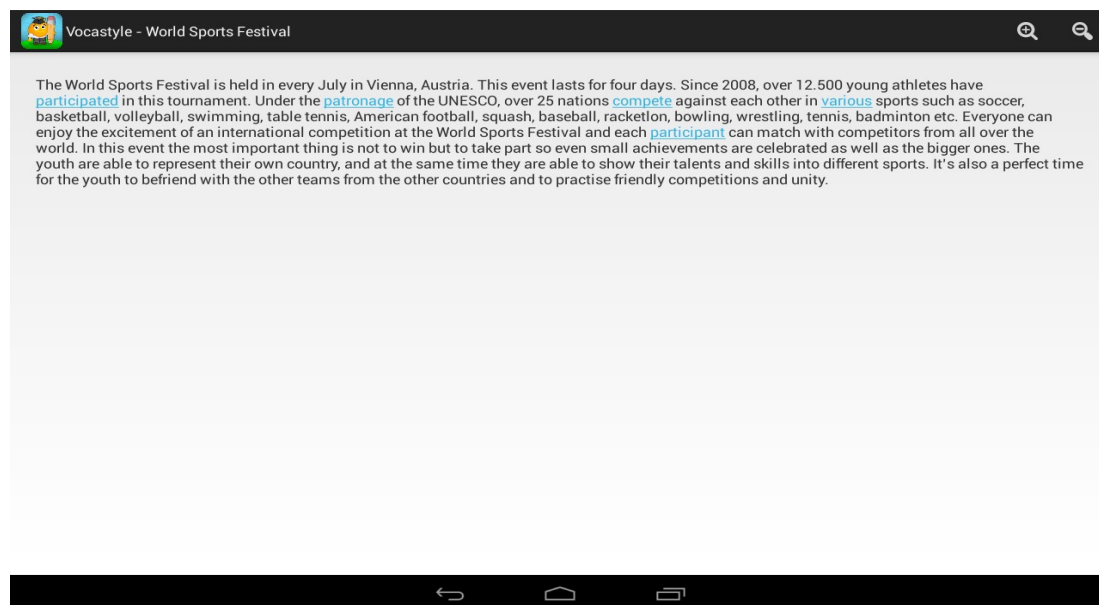 Vocastyle - World Sports Festival
The World Sports Festival is held in every July in Vienna, Austria. This event lasts for four days. Since 2008, over 12.500 young athletes have
participated in this tournament. Under the patronage of the UNESCO, over 25 nations compete against each other in various sports such as soccer,
basketball, volleyball, swimming, table tennis, American football, squash, baseball, racketlon, bowling, wrestling, tennis, badminton etc. Everyone can
enjoy the excitement of an international competition at the World Sports Festival and each participant can match with competitors from all over the
world. In this event the most important thing is not to win but to take part so even small achievements are celebrated as well as the bigger ones. The
youth are able to represent their own country, and at the same time they are able to show their talents and skills into different sports. It's also a perfect time
for the youth to befriend with the other teams from the other countries and to practise friendly competitions and unity.